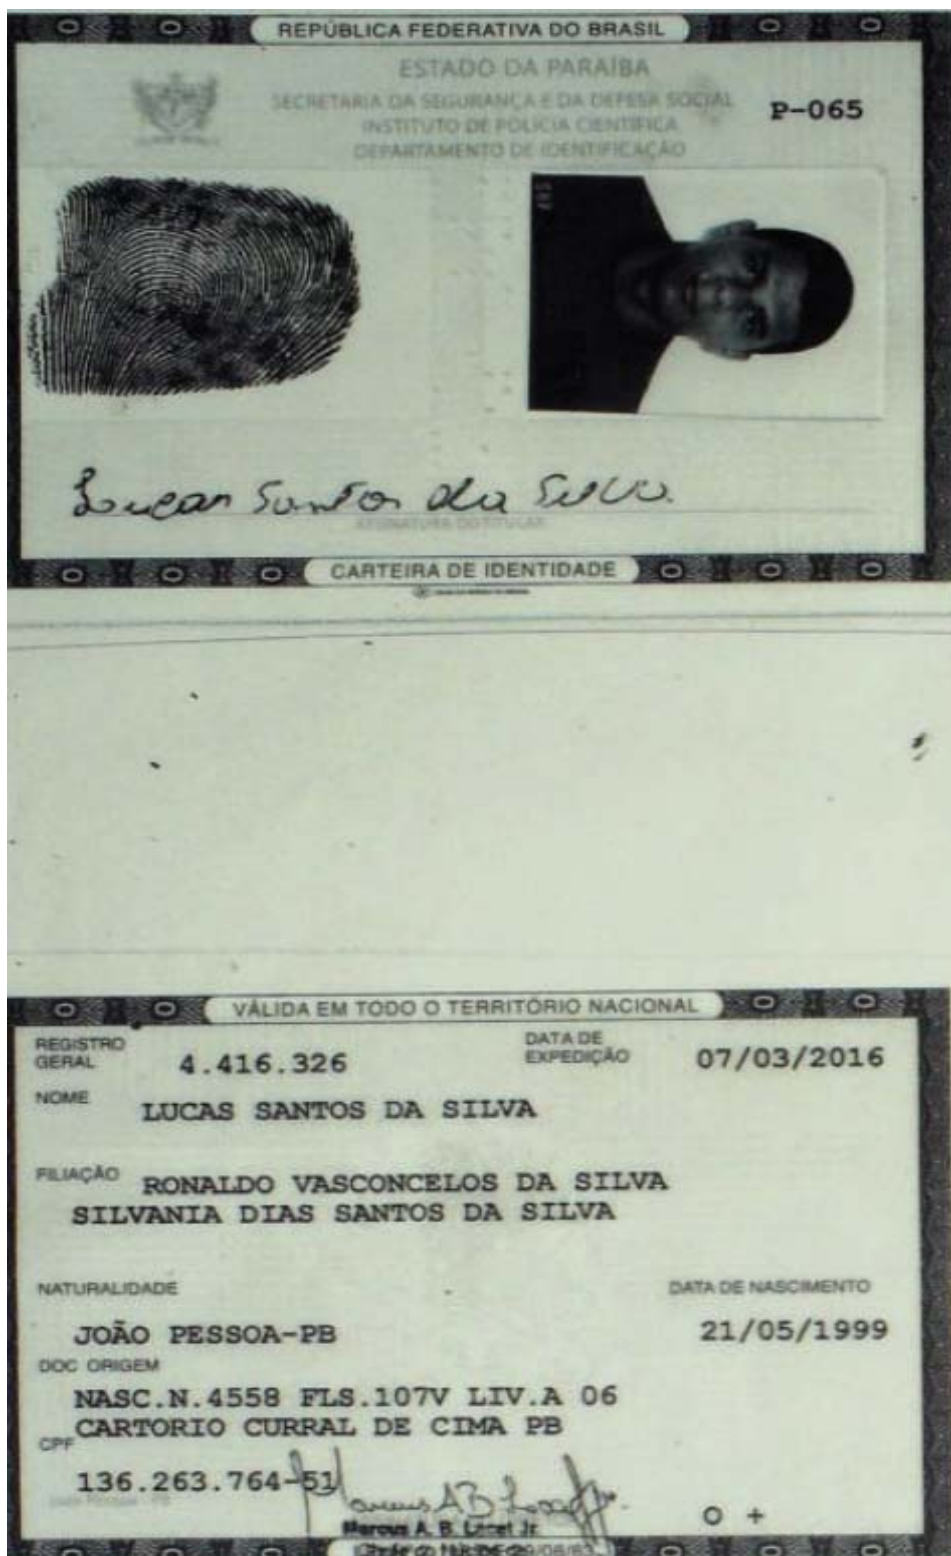 REPÚBLICA FEDERATIVA DO BRASIL
ESTADO DA PARAÍBA
SECRETARIA DA SEGURANÇA E DA DEFESA SOCIAL
P-065
INSTITUTO DE POLÍCIA CIENTÍFICA
DEPARTAMENTO DE IDENTIFICAÇÃO
Lucas Santos da Silva
ASSINATURA DO TITULAR
CARTEIRA DE IDENTIDADE
VÁLIDA EM TODO O TERRITÓRIO NACIONAL
REGISTRO GERAL 4.416.326 DATA DE EXPEDIÇÃO 07/03/2016
NOME LUCAS SANTOS DA SILVA
FILIAÇÃO RONALDO VASCONCELOS DA SILVA
SILVANIA DIAS SANTOS DA SILVA
NATURALIDADE DATA DE NASCIMENTO
JOÃO PESSOA-PB 21/05/1999
DOC ORIGEM
NASC.N.4558 FLS.107V LIV.A 06
CARTORIO CURRAL DE CIMA PB
CPF
136.263.764-51
Marcus A. B. Lacet Jr.
O +